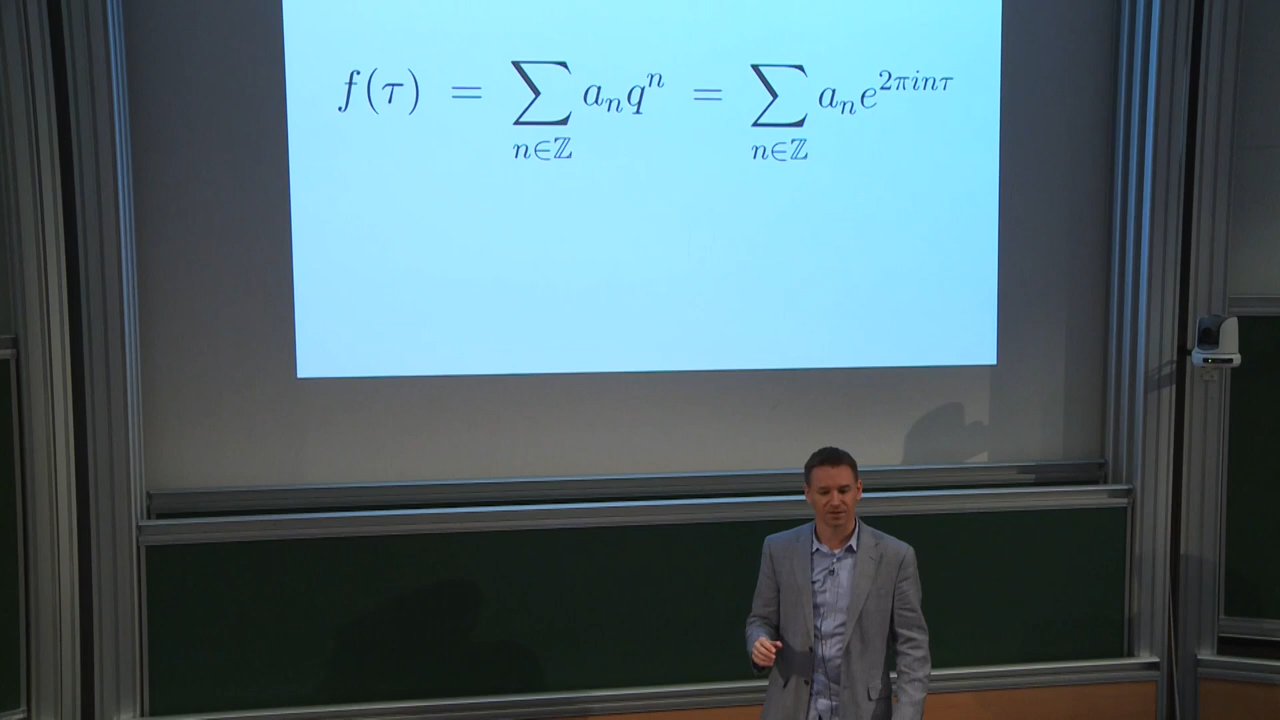 f(τ) = ∑_{n∈ℤ} a_n q^n = ∑_{n∈ℤ} a_n e^{2πinτ}